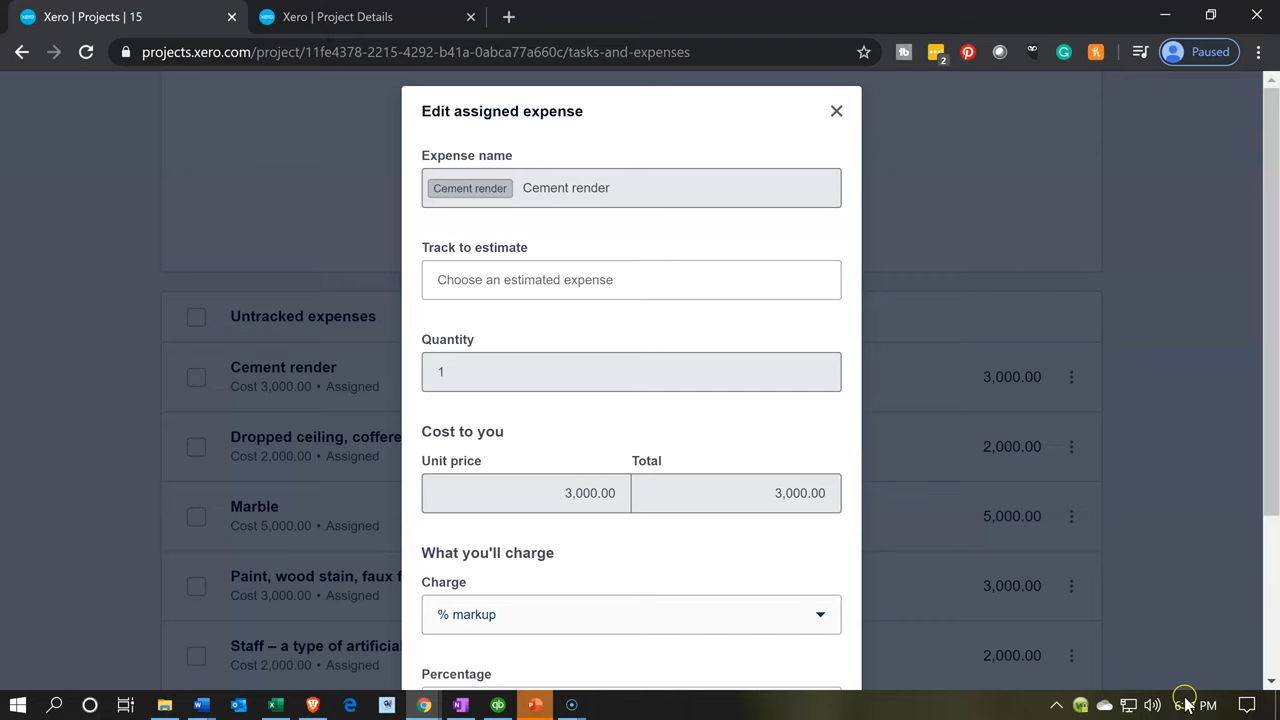 Xero | Projects | 15
Xero | Project Details
projects.xero.com/project/11fe4378-2215-4292-b41a-0abca77a660c/tasks-and-expenses
2
Paused
Edit assigned expense
Expense name
Cement render Cement render
Track to estimate
Choose an estimated expense
Quantity
1
Cost to you
Unit price Total
3,000.00 3,000.00
What you'll charge
Charge
% markup
Percentage
Untracked expenses
Cement render
Cost 3,000.00 • Assigned
3,000.00
Dropped ceiling, coffere
Cost 2,000.00 • Assigned
2,000.00
Marble
Cost 5,000.00 • Assigned
5,000.00
Paint, wood stain, faux f
Cost 3,000.00 • Assigned
3,000.00
Staff – a type of artificia
Cost 2,000.00 • Assigned
2,000.00
PM